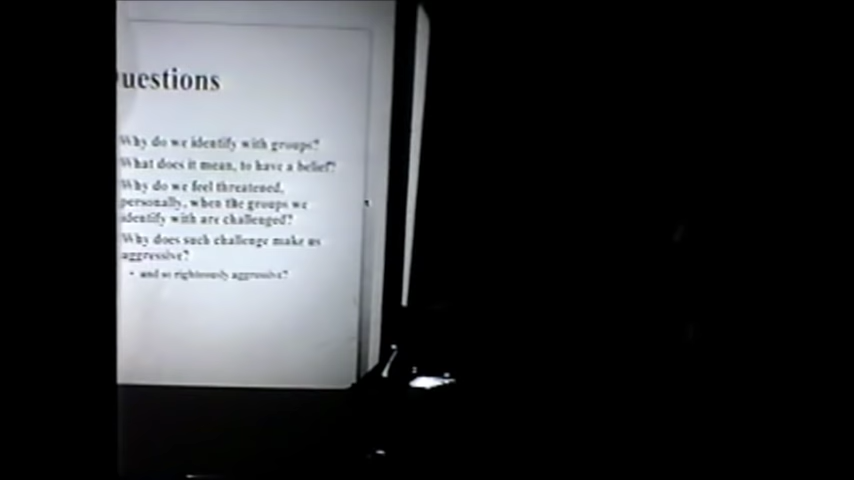 uestions
Why do we identify with groups?
What does it mean, to have a belief?
Why do we feel threatened,
personally, when the groups we
identify with are challenged?
Why does such challenge make us
aggressive?
• and so righteously aggressive?